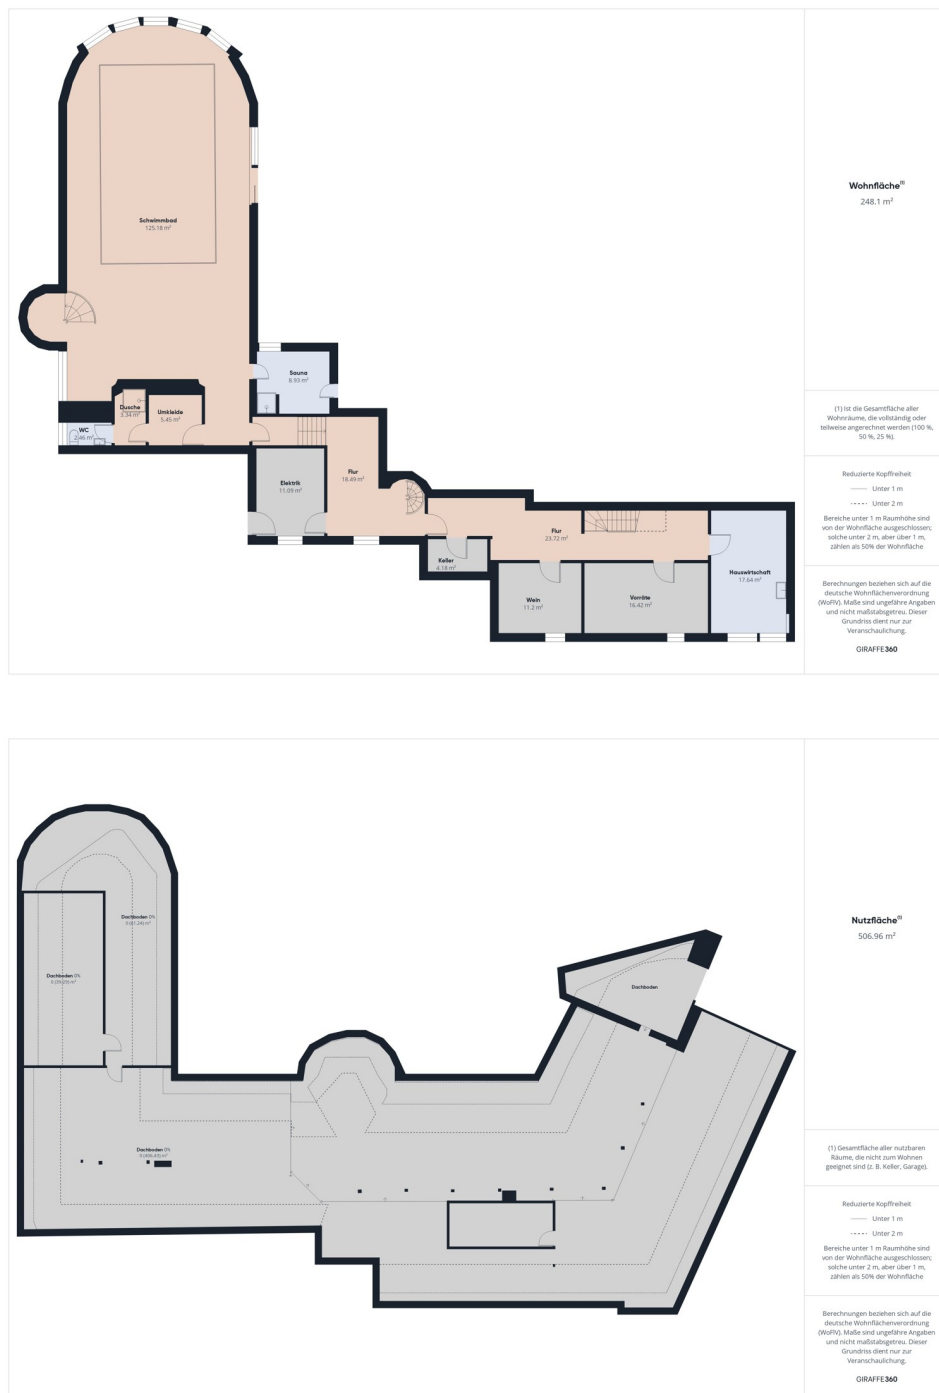 Schwimmbad
125.18 m²
Wohnfläche⁽¹⁾
248.1 m²
Sauna
8.93 m²
Dusche
3.34 m²
Umkleide
5.45 m²
WC
2.46 m²
Flur
18.49 m²
Elektrik
11.09 m²
Flur
23.72 m²
Keller
4.18 m²
Hauswirtschaft
17.64 m²
Wein
11.2 m²
Vorräte
16.42 m²
(1) Ist die Gesamtfläche aller
Wohnräume, die vollständig oder
teilweise angerechnet werden (100 %,
50 %, 25 %).
Reduzierte Kopffreiheit
Unter 1 m
Unter 2 m
Bereiche unter 1 m Raumhöhe sind
von der Wohnfläche ausgeschlossen;
solche unter 2 m, aber über 1 m,
zählen als 50% der Wohnfläche
Berechnungen beziehen sich auf die
deutsche Wohnflächenverordnung
(WoFlV). Maße sind ungefähre Angaben
und nicht maßstabsgetreu. Dieser
Grundriss dient nur zur
Veranschaulichung.
GIRAFFE360
Dachboden 0%
Dachboden 0%
Dachboden
Dachboden 0%
Nutzfläche⁽¹⁾
506.96 m²
(1) Gesamtfläche aller nutzbaren
Räume, die nicht zum Wohnen
geeignet sind (z. B. Keller, Garage).
Reduzierte Kopffreiheit
Unter 1 m
Unter 2 m
Bereiche unter 1 m Raumhöhe sind
von der Wohnfläche ausgeschlossen;
solche unter 2 m, aber über 1 m,
zählen als 50% der Wohnfläche
Berechnungen beziehen sich auf die
deutsche Wohnflächenverordnung
(WoFlV). Maße sind ungefähre Angaben
und nicht maßstabsgetreu. Dieser
Grundriss dient nur zur
Veranschaulichung.
GIRAFFE360